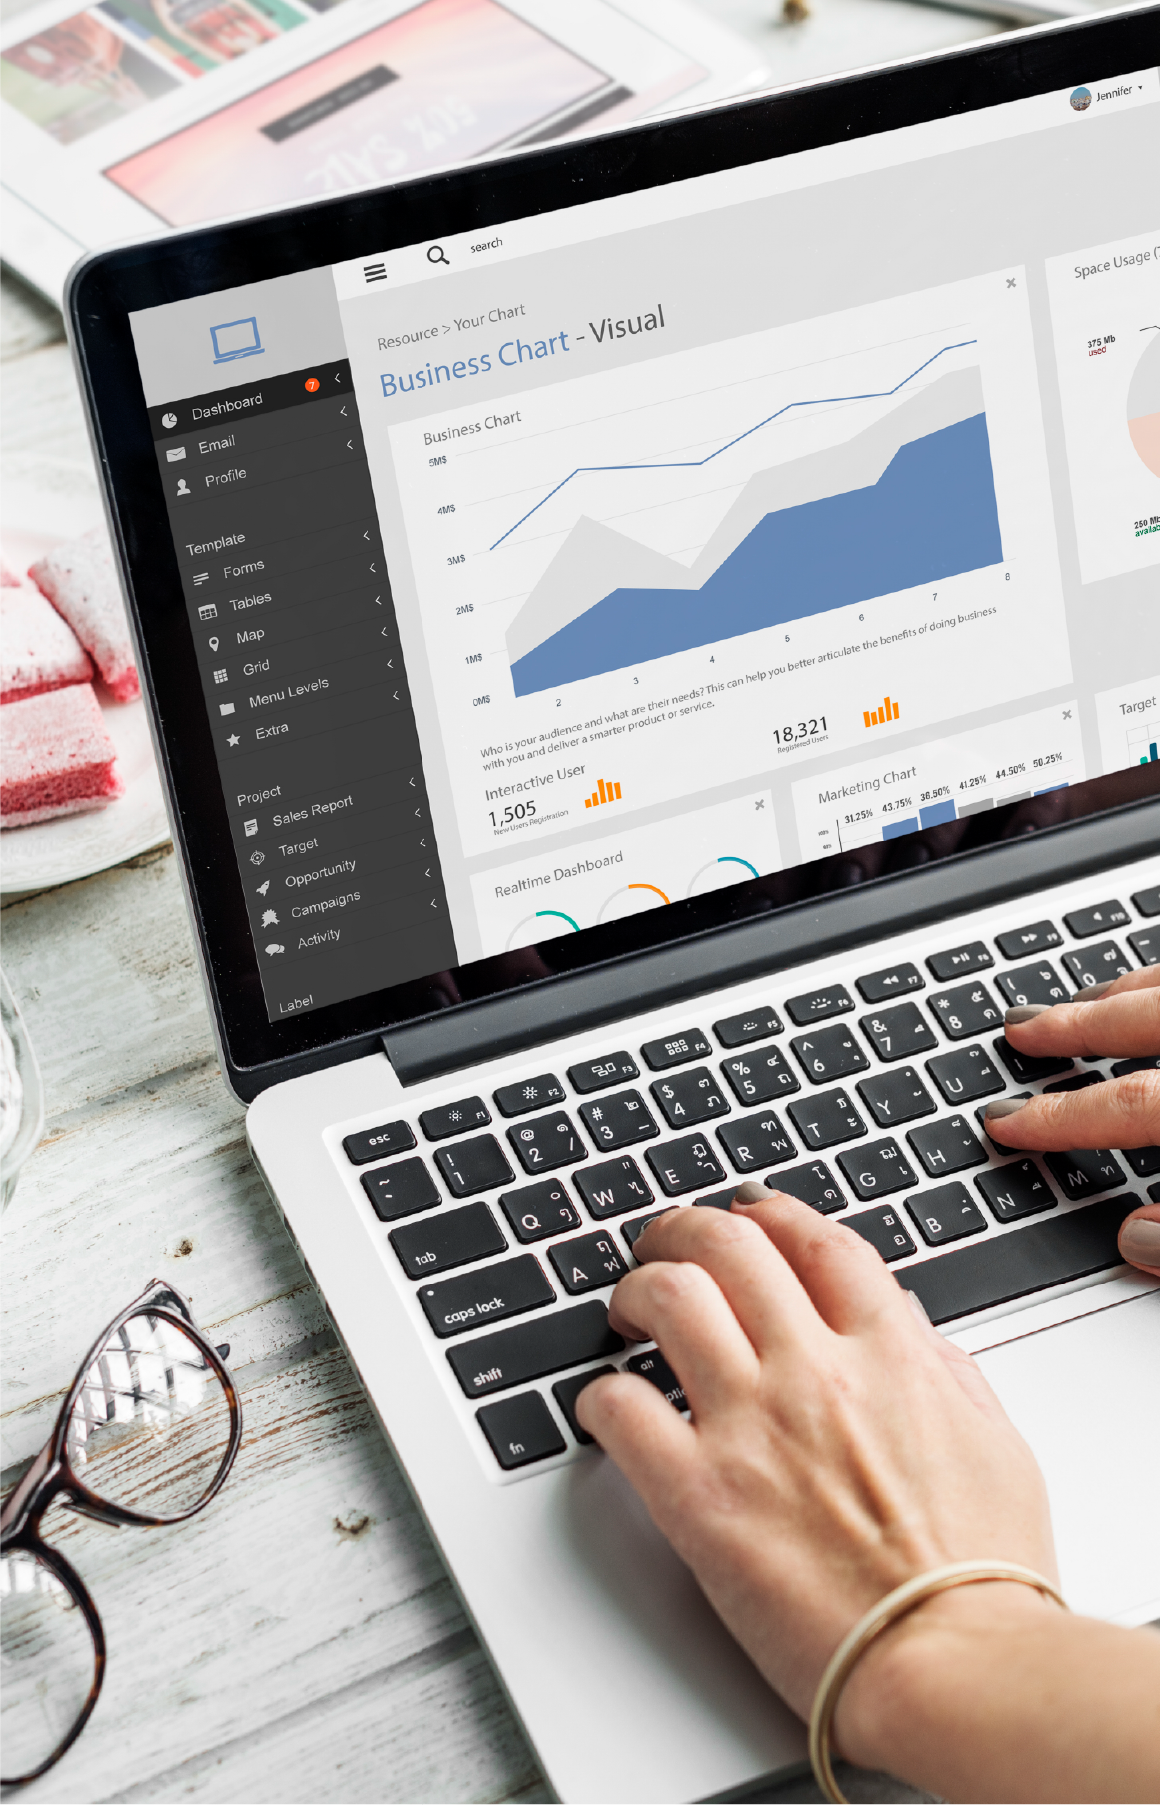 Jennifer
search
Resource > Your Chart
Business Chart - Visual
Dashboard 7
Email
Profile
Template
Forms
Tables
Map
Grid
Menu Levels
Extra
Project
Sales Report
Target
Opportunity
Campaigns
Activity
Label
Business Chart
5M$
4M$
3M$
2M$
1M$
0M$
2 3 4 5 6 7 8
Who is your audience and what are their needs? This can help you better articulate the benefits of doing business
with you and deliver a smarter product or service.
Interactive User
1,505
New Users Registration
18,321
Registered Users
Space Usage
375 Mb
used
250 Mb
Realtime Dashboard
Marketing Chart
31.25% 43.75% 36.50% 41.25% 44.50% 50.25%
Target
esc F1 F2 F3 F4 F5 F6 F7 F8 F9 F10
~ ! 1 @ 2 / # 3 _ $ 4 ภ % 5 ถ ^ 6 & 7 * 8 ค ( 9 ต ) 0 จ
tab Q W E R T Y U
caps lock A G H
shift B N M
fn alt